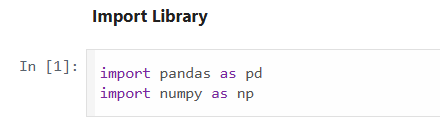 Import Library
In [1]:
import pandas as pd
import numpy as np